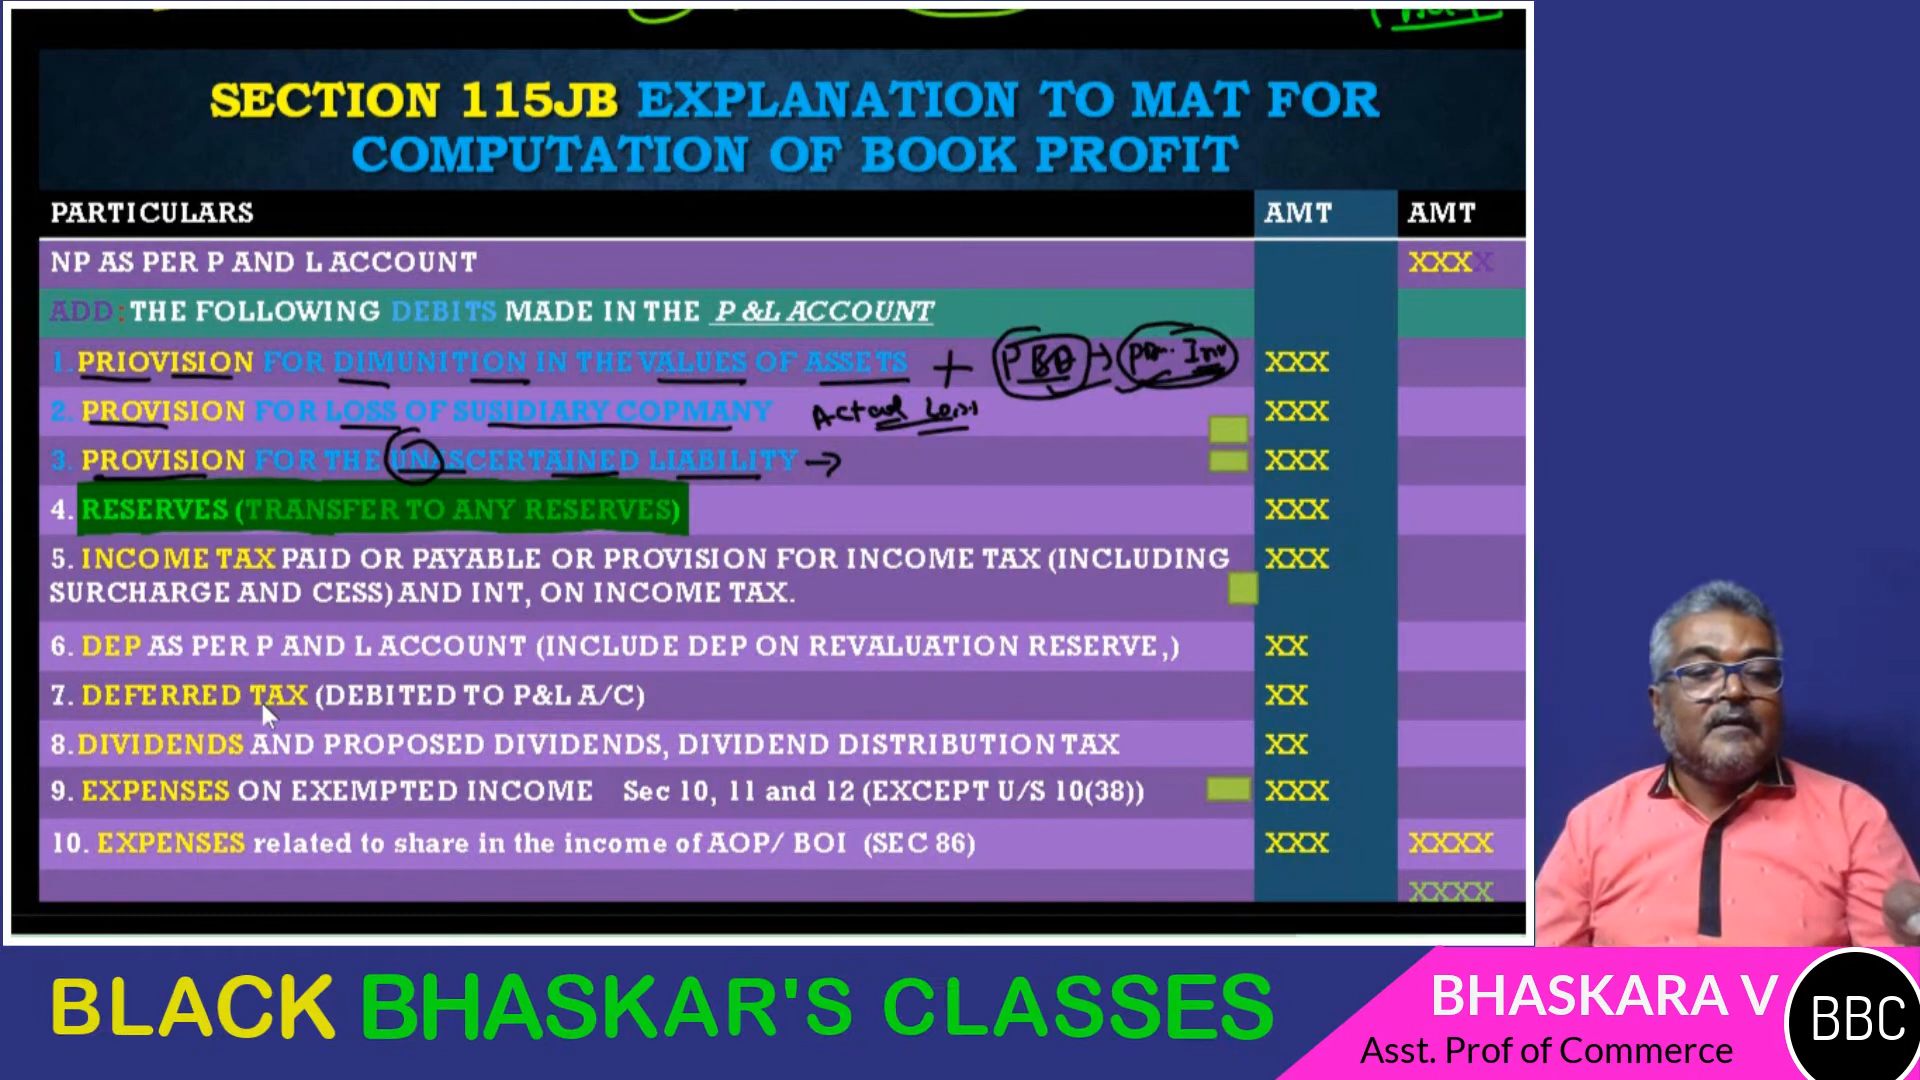 SECTION 115JB EXPLANATION TO MAT FOR
COMPUTATION OF BOOK PROFIT
PARTICULARS AMT AMT
NP AS PER P AND L ACCOUNT XXXX
ADD: THE FOLLOWING DEBITS MADE IN THE P &L ACCOUNT
1. PRIOVISION FOR DIMUNITION IN THE VALUES OF ASSETS + PBD → Pro. Inv XXX
2. PROVISION FOR LOSS OF SUSIDIARY COPMANY Actual Loss XXX
3. PROVISION FOR THE UNASCERTAINED LIABILITY → XXX
4. RESERVES (TRANSFER TO ANY RESERVES) XXX
5. INCOME TAX PAID OR PAYABLE OR PROVISION FOR INCOME TAX (INCLUDING XXX
SURCHARGE AND CESS) AND INT, ON INCOME TAX.
6. DEP AS PER P AND L ACCOUNT (INCLUDE DEP ON REVALUATION RESERVE,) XX
7. DEFERRED TAX (DEBITED TO P&L A/C) XX
8. DIVIDENDS AND PROPOSED DIVIDENDS, DIVIDEND DISTRIBUTION TAX XX
9. EXPENSES ON EXEMPTED INCOME Sec 10, 11 and 12 (EXCEPT U/S 10(38)) XXX
10. EXPENSES related to share in the income of AOP/ BOI (SEC 86) XXX XXXX
XXXX
BLACK BHASKAR'S CLASSES
BHASKARA V
Asst. Prof of Commerce
BBC